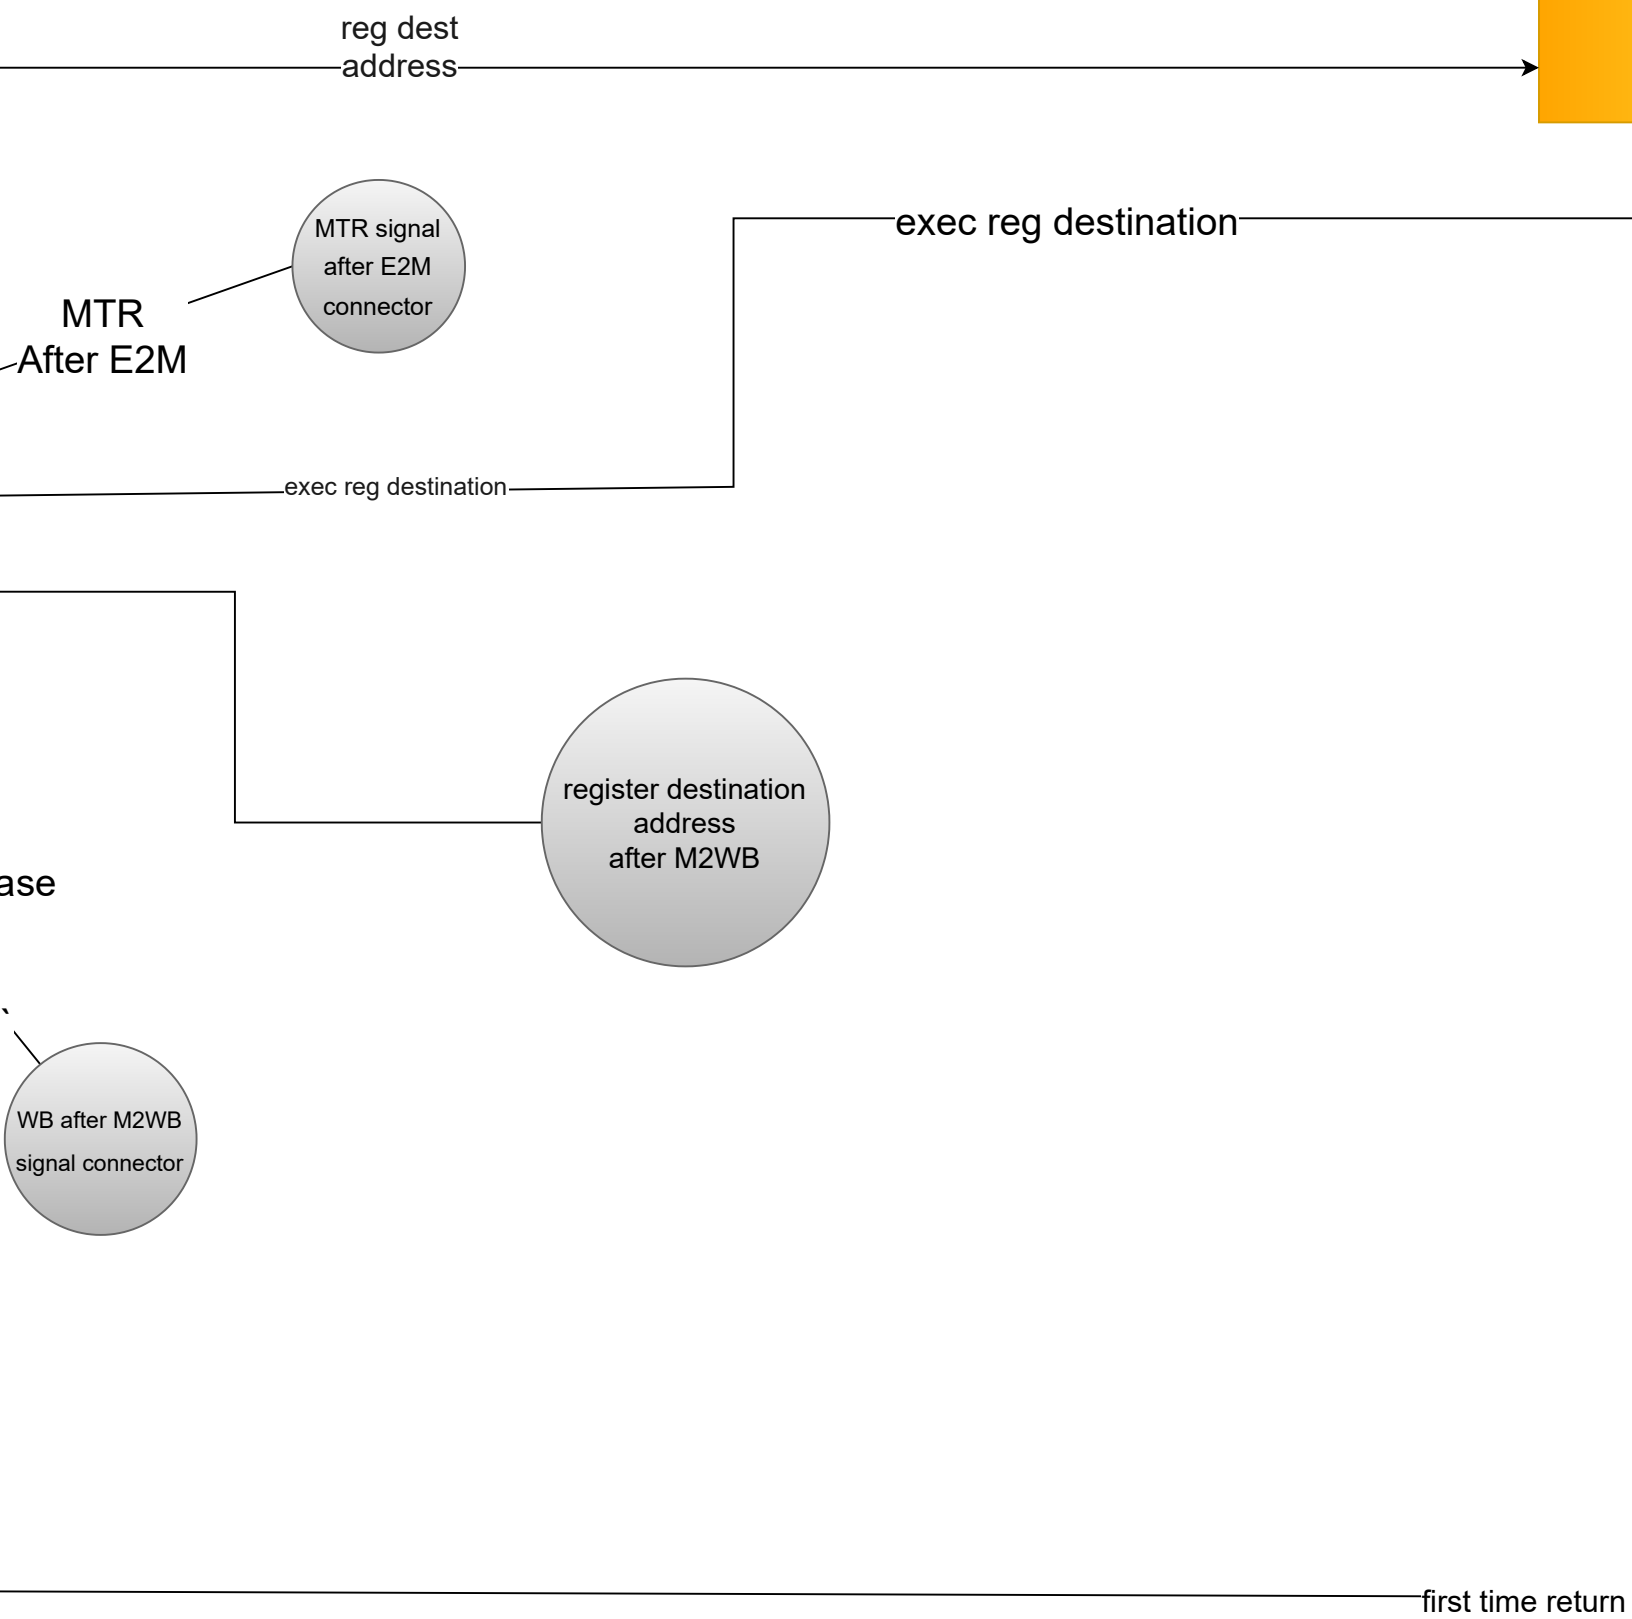 reg dest
address
MTR signal
after E2M
connector
exec reg destination
MTR
After E2M
exec reg destination
register destination
address
after M2WB
ase
WB after M2WB
signal connector
first time return